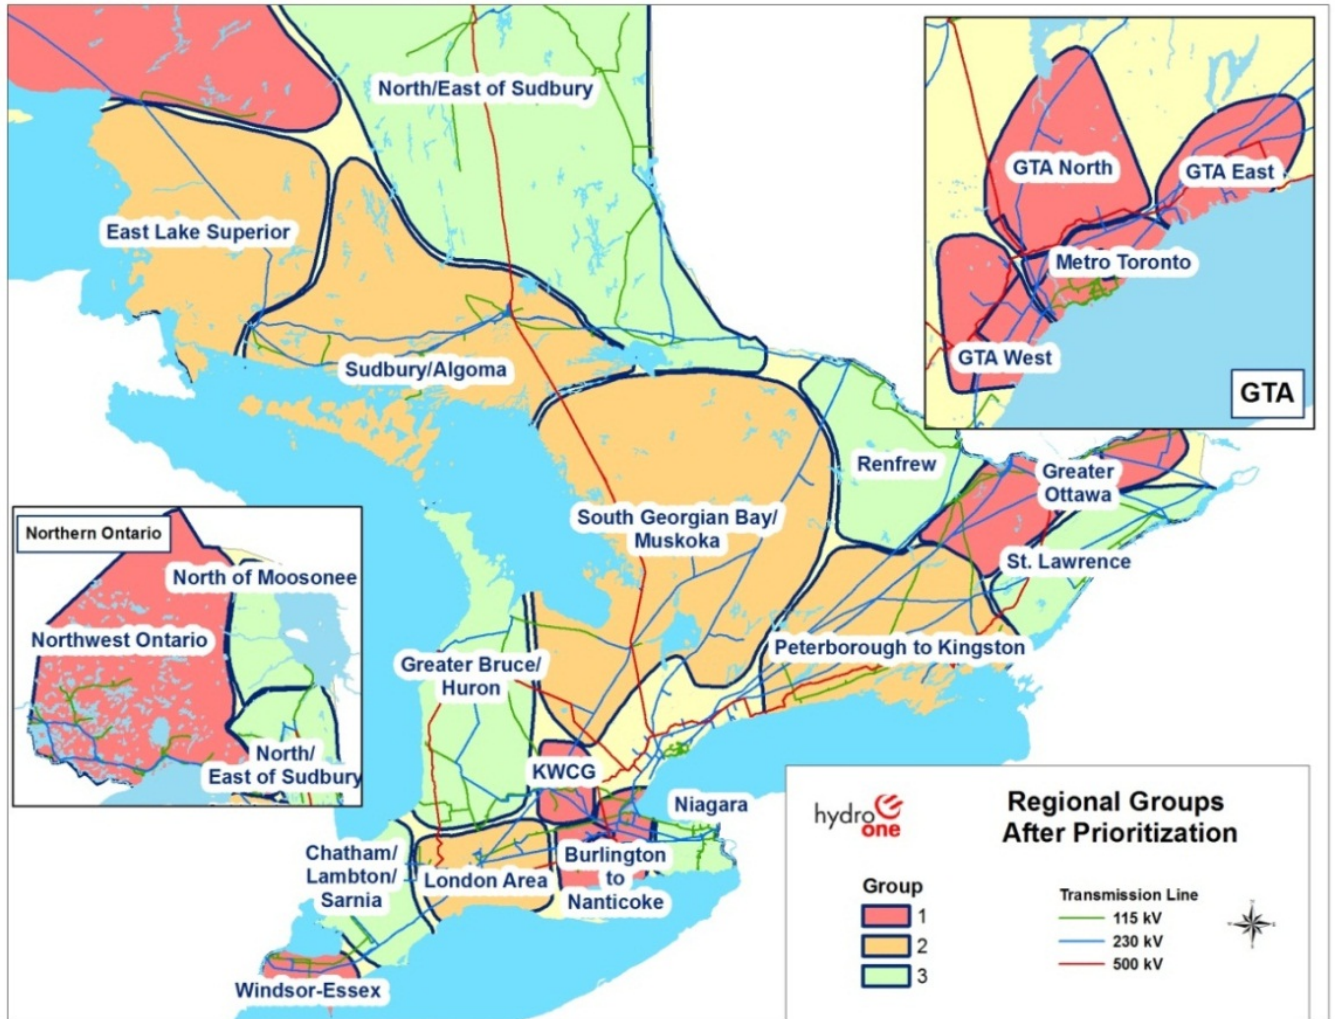 North/East of Sudbury
East Lake Superior
Sudbury/Algoma
GTA North
GTA East
Metro Toronto
GTA West
GTA
Renfrew
Greater
Ottawa
South Georgian Bay/
Muskoka
St. Lawrence
Peterborough to Kingston
Northern Ontario
North of Moosonee
Northwest Ontario
North/
East of Sudbury
Greater Bruce/
Huron
KWCG
Niagara
Chatham/
Lambton/
Sarnia
London Area
Burlington
to
Nanticoke
Windsor-Essex
hydro
one
Regional Groups
After Prioritization
Group
1
2
3
Transmission Line
115 kV
230 kV
500 kV